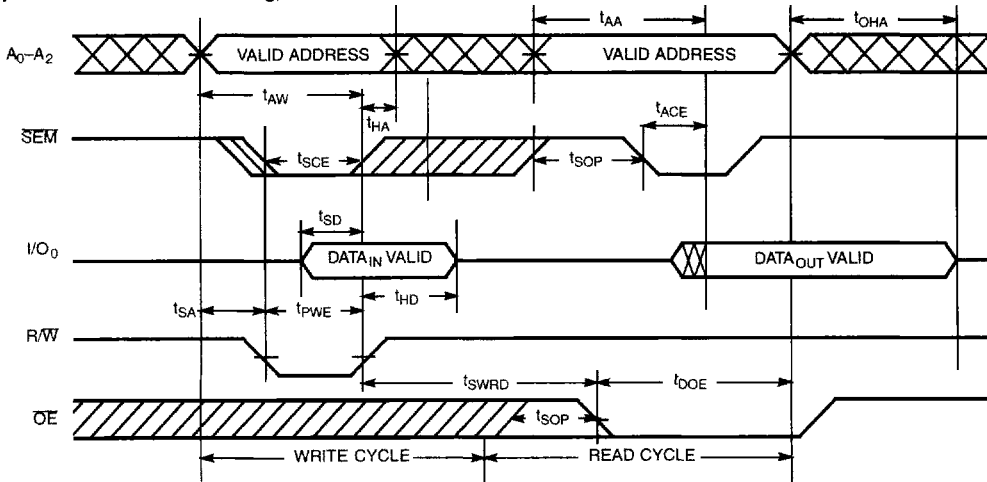 tAA
tOHA
A0–A2
VALID ADDRESS
VALID ADDRESS
tAW
tHA
tACE
SEM
tSCE
tSOP
tSD
I/O0
DATAIN VALID
DATAOUT VALID
tSA
tPWE
tHD
R/W
tSWRD
tDOE
OE
tSOP
WRITE CYCLE
READ CYCLE